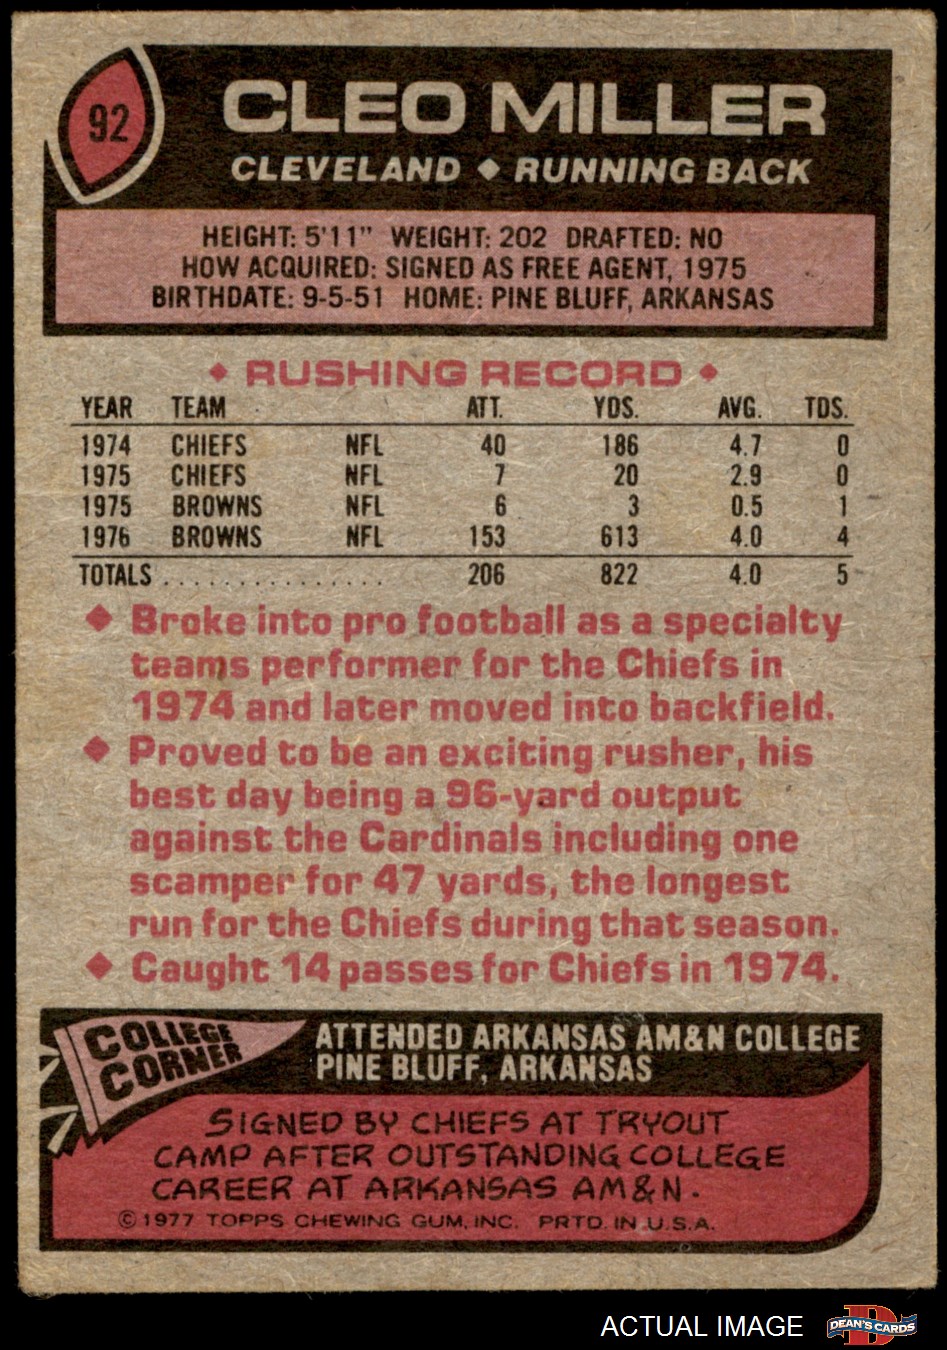 92
CLEO MILLER
CLEVELAND ◆ RUNNING BACK
HEIGHT: 5'11" WEIGHT: 202 DRAFTED: NO
HOW ACQUIRED: SIGNED AS FREE AGENT, 1975
BIRTHDATE: 9-5-51 HOME: PINE BLUFF, ARKANSAS
◆ RUSHING RECORD ◆
YEAR TEAM ATT. YDS. AVG. TDS.
1974 CHIEFS NFL 40 186 4.7 0
1975 CHIEFS NFL 7 20 2.9 0
1975 BROWNS NFL 6 3 0.5 1
1976 BROWNS NFL 153 613 4.0 4
TOTALS . . . . . . . . . . . . . . . . 206 822 4.0 5
◆ Broke into pro football as a specialty
teams performer for the Chiefs in
1974 and later moved into backfield.
◆ Proved to be an exciting rusher, his
best day being a 96-yard output
against the Cardinals including one
scamper for 47 yards, the longest
run for the Chiefs during that season.
◆ Caught 14 passes for Chiefs in 1974.
COLLEGE
CORNER
ATTENDED ARKANSAS AM&N COLLEGE
PINE BLUFF, ARKANSAS
SIGNED BY CHIEFS AT TRYOUT
CAMP AFTER OUTSTANDING COLLEGE
CAREER AT ARKANSAS AM&N.
©1977 TOPPS CHEWING GUM, INC. PRTD. IN U.S.A.
ACTUAL IMAGE
D
DEAN'S CARDS